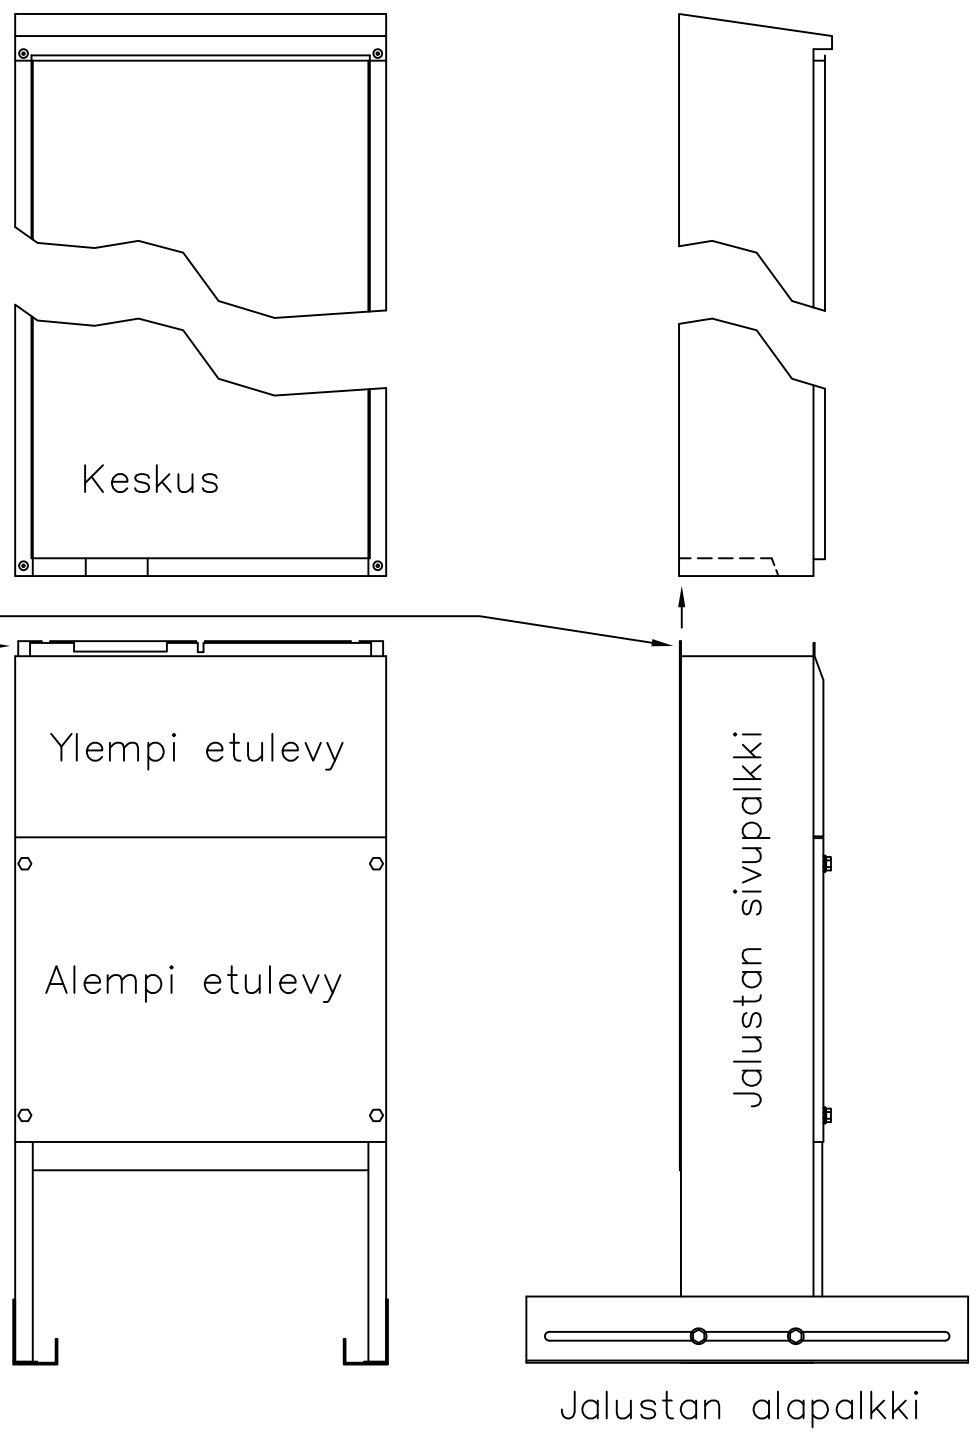 Keskus
Ylempi etulevy
Alempi etulevy
Jalustan sivupalkki
Jalustan alapalkki